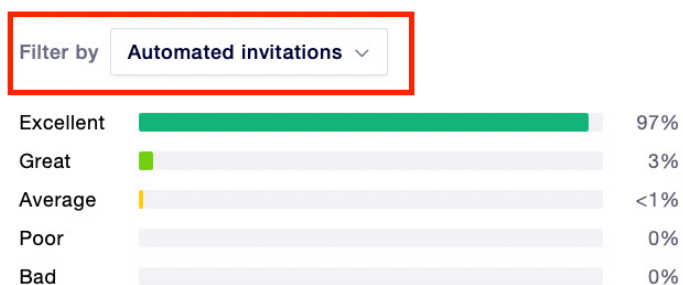 Filter by Automated invitations
Excellent 97%
Great 3%
Average <1%
Poor 0%
Bad 0%